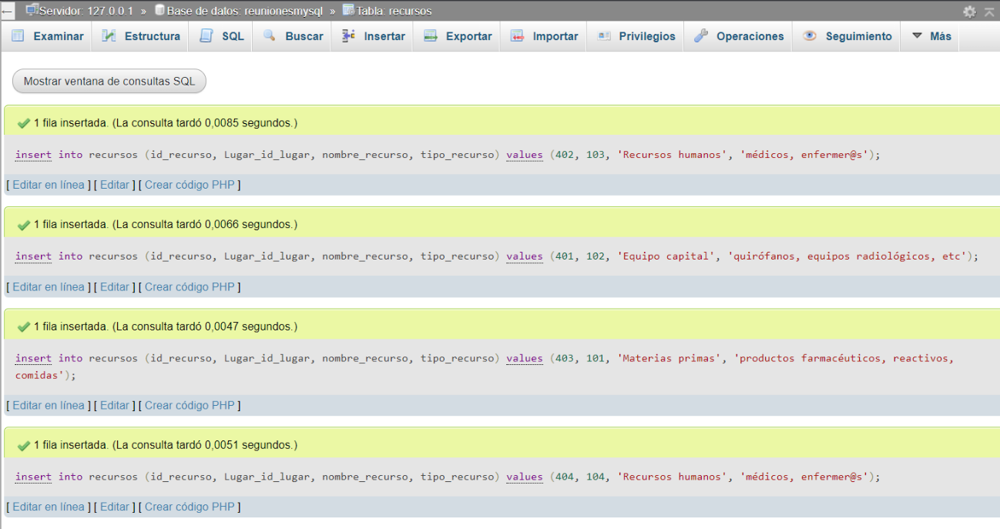 ← Servidor: 127.0.0.1 » Base de datos: reunionesmysql » Tabla: recursos
Examinar Estructura SQL Buscar Insertar Exportar Importar Privilegios Operaciones Seguimiento Más
Mostrar ventana de consultas SQL
1 fila insertada. (La consulta tardó 0,0085 segundos.)
insert into recursos (id_recurso, Lugar_id_lugar, nombre_recurso, tipo_recurso) values (402, 103, 'Recursos humanos', 'médicos, enfermer@s');
[ Editar en línea ] [ Editar ] [ Crear código PHP ]
1 fila insertada. (La consulta tardó 0,0066 segundos.)
insert into recursos (id_recurso, Lugar_id_lugar, nombre_recurso, tipo_recurso) values (401, 102, 'Equipo capital', 'quirófanos, equipos radiológicos, etc');
[ Editar en línea ] [ Editar ] [ Crear código PHP ]
1 fila insertada. (La consulta tardó 0,0047 segundos.)
insert into recursos (id_recurso, Lugar_id_lugar, nombre_recurso, tipo_recurso) values (403, 101, 'Materias primas', 'productos farmacéuticos, reactivos,
comidas');
[ Editar en línea ] [ Editar ] [ Crear código PHP ]
1 fila insertada. (La consulta tardó 0,0051 segundos.)
insert into recursos (id_recurso, Lugar_id_lugar, nombre_recurso, tipo_recurso) values (404, 104, 'Recursos humanos', 'médicos, enfermer@s');
[ Editar en línea ] [ Editar ] [ Crear código PHP ]